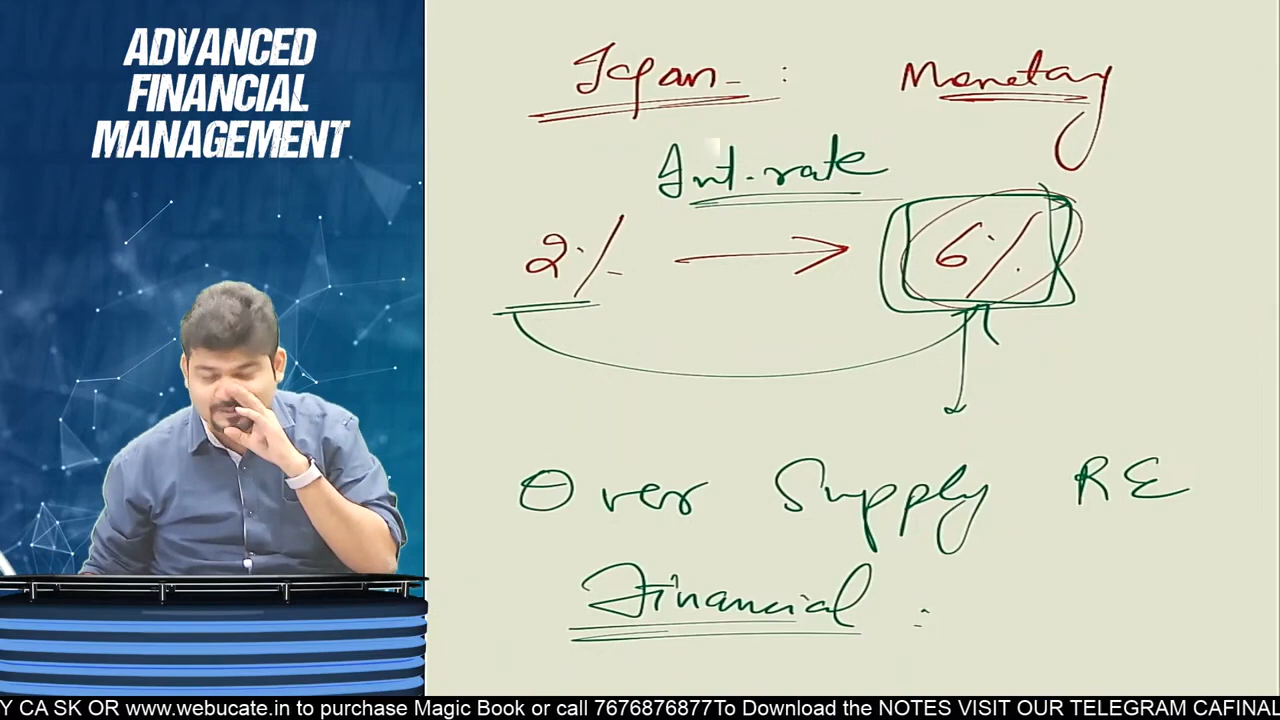 ADVANCED
FINANCIAL
MANAGEMENT
Japan - : Monetary
Int. rate
2% → 6%
Over Supply RE
Financial :
Y CA SK OR www.webucate.in to purchase Magic Book or call 7676876877To Download the NOTES VISIT OUR TELEGRAM CAFINAL